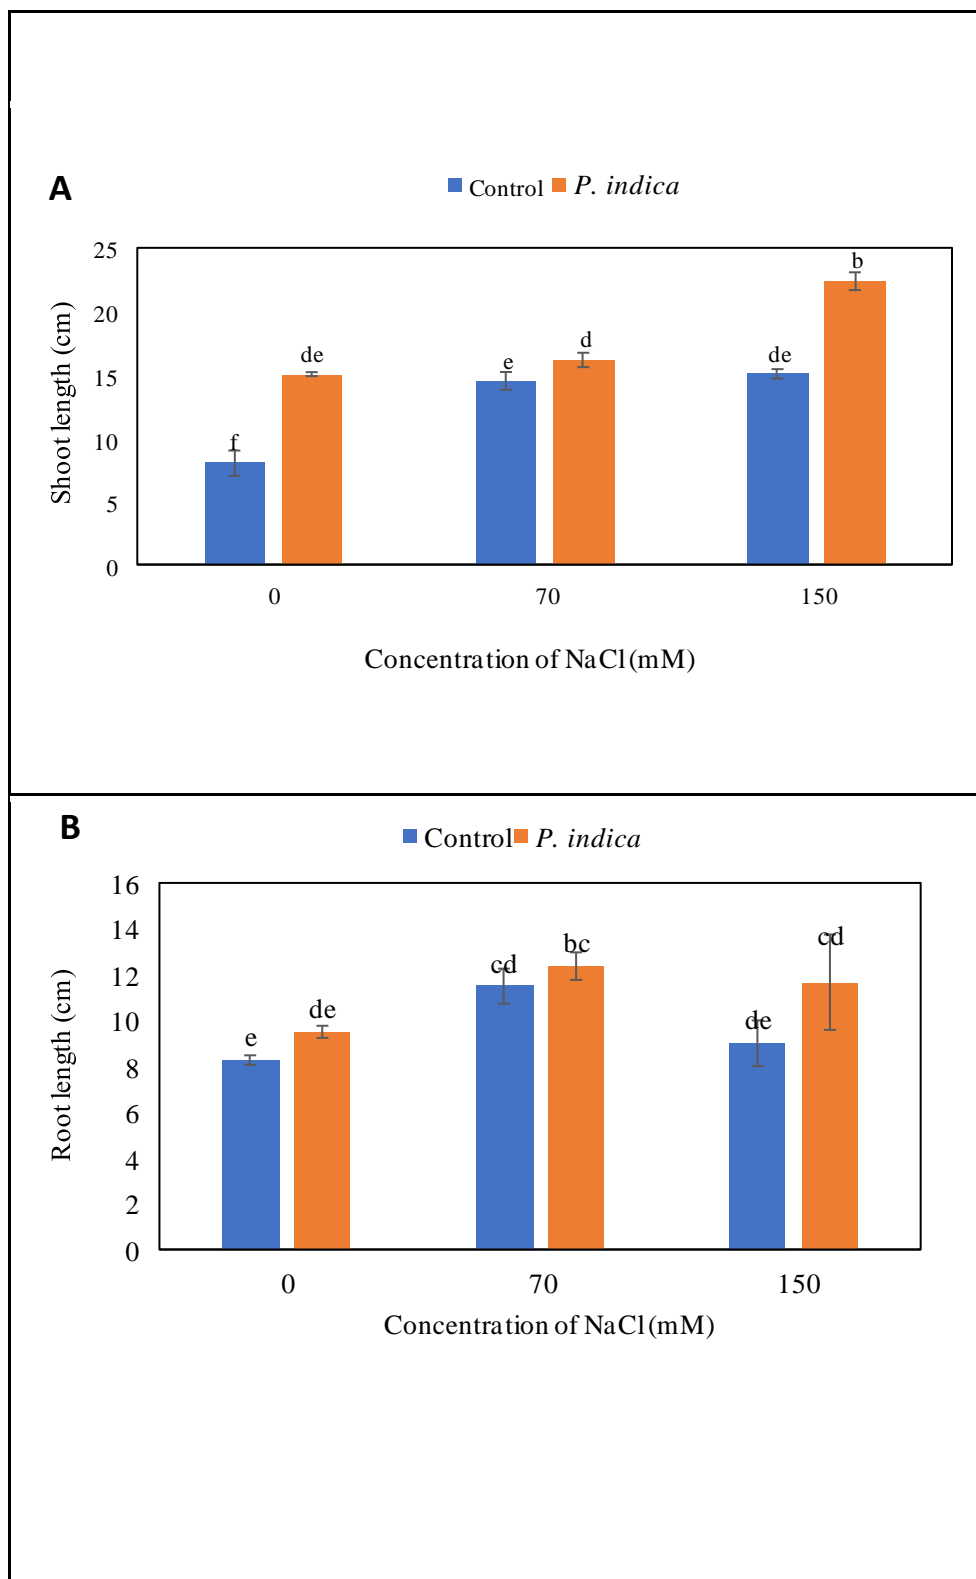 A
Control P. indica
25
20
15
10
5
0
Shoot length (cm)
f
de
e
d
de
b
0 70 150
Concentration of NaCl (mM)
B
Control P. indica
16
14
12
10
8
6
4
2
0
Root length (cm)
e
de
cd
bc
de
cd
0 70 150
Concentration of NaCl (mM)